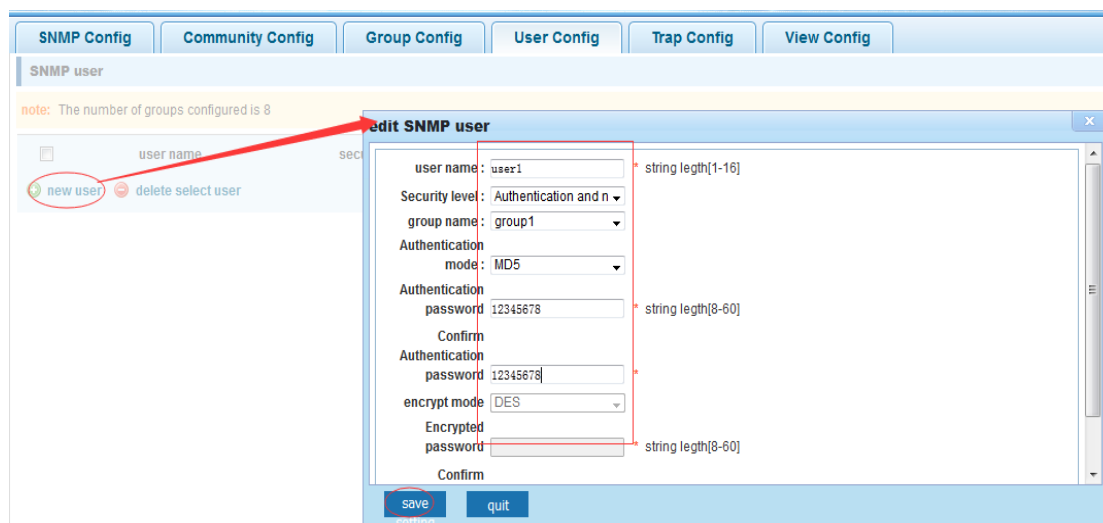 SNMP Config Community Config Group Config User Config Trap Config View Config
SNMP user
note: The number of groups configured is 8
user name secu
new user delete select user
edit SNMP user
user name : user1 * string legth[1-16]
Security level : Authentication and n
group name : group1
Authentication
mode : MD5
Authentication
password 12345678 * string legth[8-60]
Confirm
Authentication
password 12345678 *
encrypt mode DES
Encrypted
password * string legth[8-60]
Confirm
save quit
setting